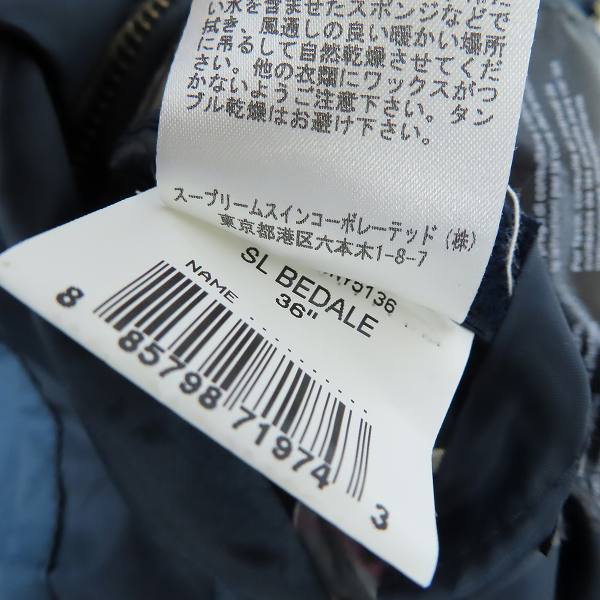 い水を含ませたスポンジなどで
拭き、風通しの良い暖かい場所
に吊るして自然乾燥させてくだ
さい。他の衣類にワックスがつ
かないようご注意下さい。タン
ブル乾燥はお避け下さい。
スープリームスインコーポレーテッド (株)
東京都港区六本木1-8-7
5136
SL BEDALE
36"
NAME
8 85798 71974 3